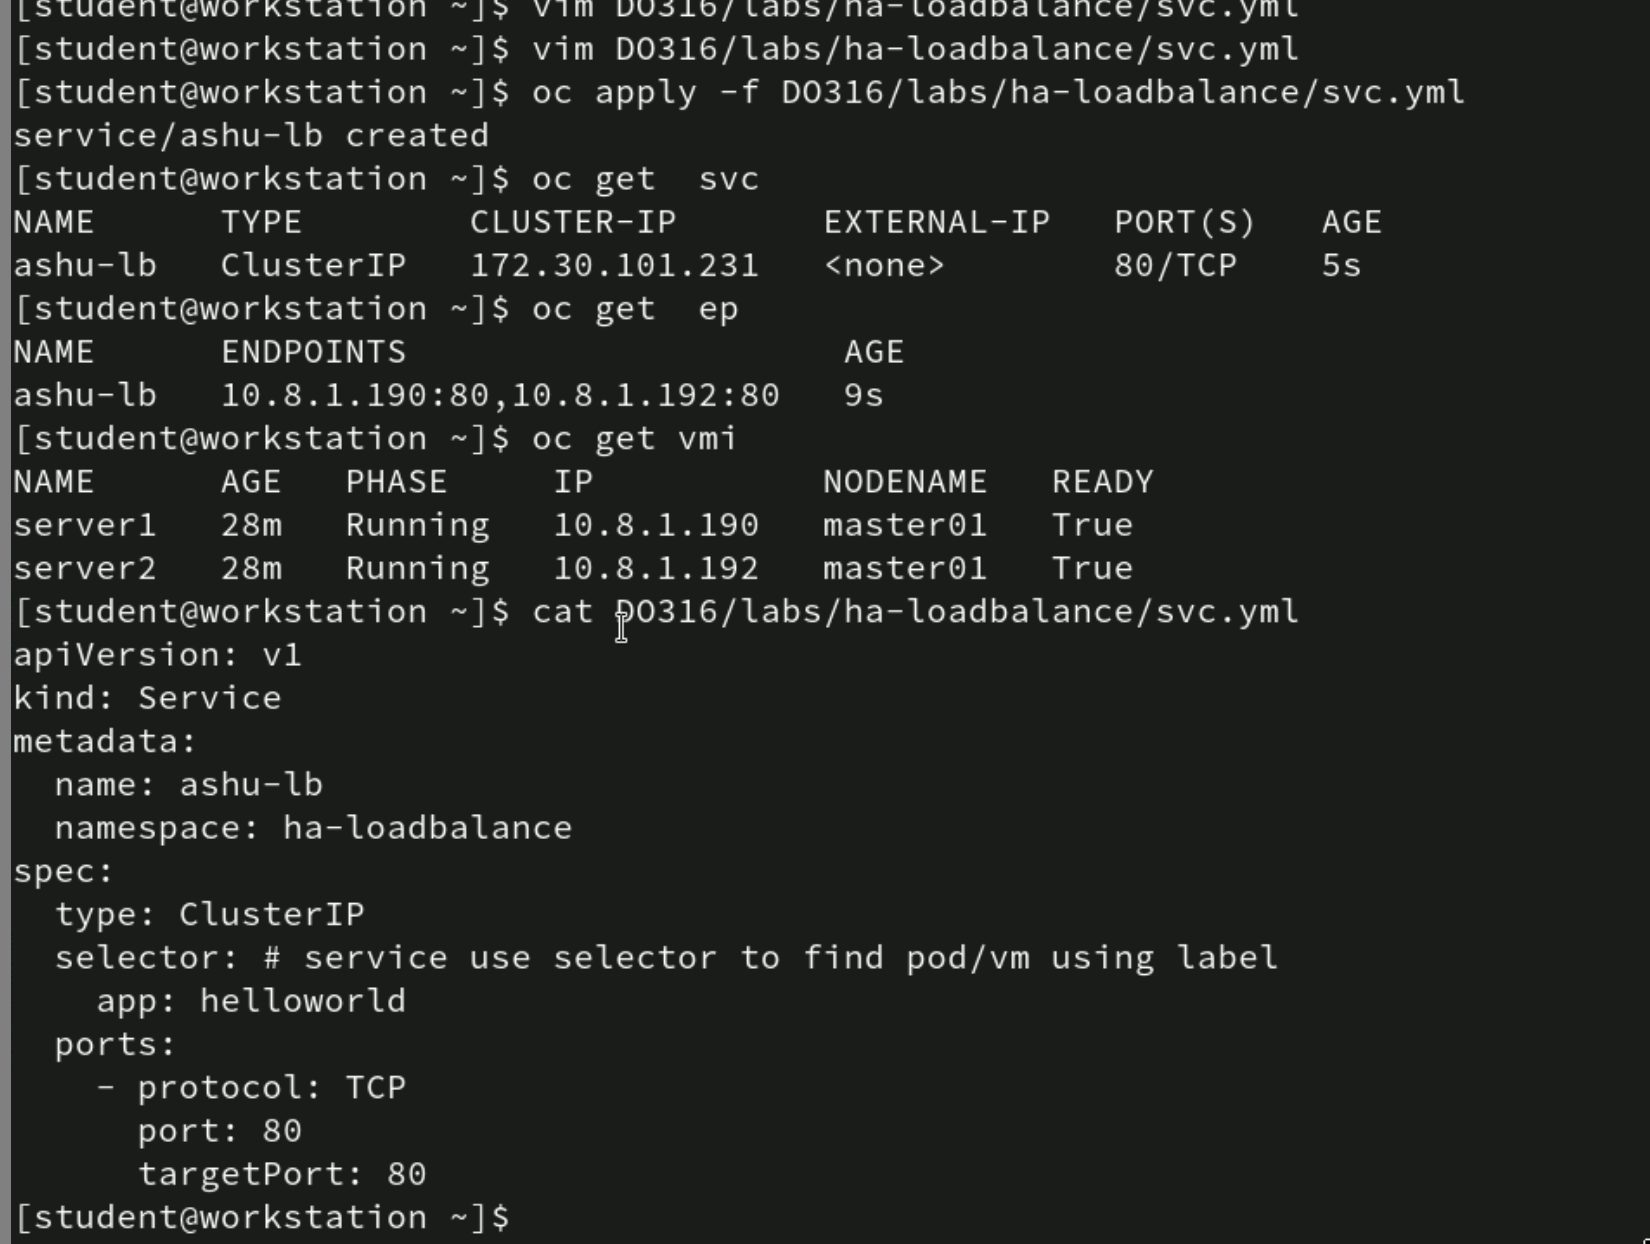 [student@workstation ~]$ vim DO316/labs/ha-loadbalance/svc.yml
[student@workstation ~]$ vim DO316/labs/ha-loadbalance/svc.yml
[student@workstation ~]$ oc apply -f DO316/labs/ha-loadbalance/svc.yml
service/ashu-lb created
[student@workstation ~]$ oc get  svc
NAME      TYPE        CLUSTER-IP       EXTERNAL-IP   PORT(S)   AGE
ashu-lb   ClusterIP   172.30.101.231   <none>        80/TCP    5s
[student@workstation ~]$ oc get  ep
NAME      ENDPOINTS                     AGE
ashu-lb   10.8.1.190:80,10.8.1.192:80   9s
[student@workstation ~]$ oc get vmi
NAME      AGE   PHASE     IP           NODENAME   READY
server1   28m   Running   10.8.1.190   master01   True
server2   28m   Running   10.8.1.192   master01   True
[student@workstation ~]$ cat DO316/labs/ha-loadbalance/svc.yml
apiVersion: v1
kind: Service
metadata:
  name: ashu-lb
  namespace: ha-loadbalance
spec:
  type: ClusterIP
  selector: # service use selector to find pod/vm using label
    app: helloworld
  ports:
    - protocol: TCP
      port: 80
      targetPort: 80
[student@workstation ~]$